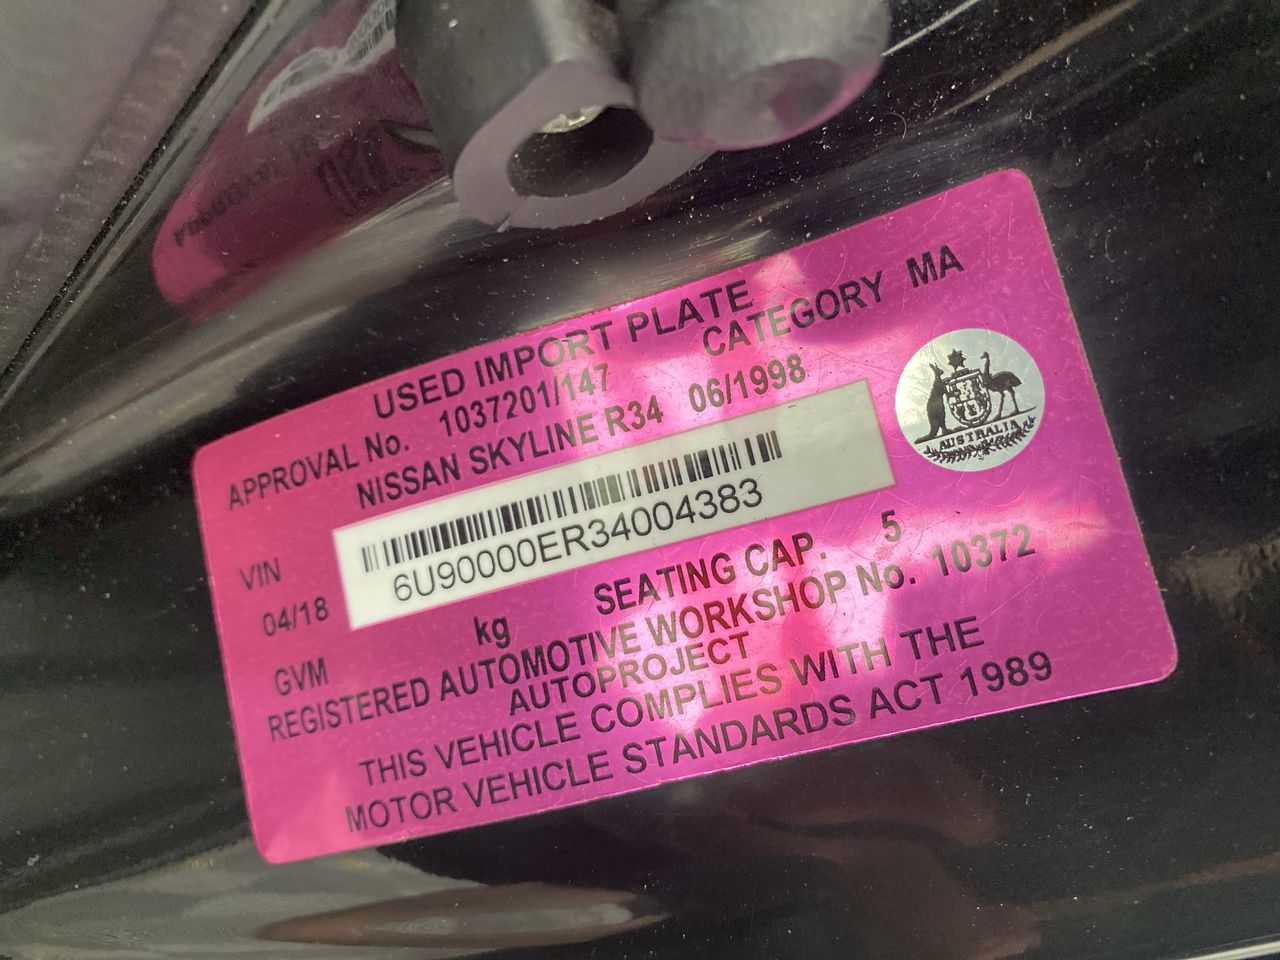 USED IMPORT PLATE
APPROVAL No. 1037201/147 CATEGORY MA
NISSAN SKYLINE R34 06/1998
VIN 6U90000ER34004383
04/18
GVM kg SEATING CAP. 5
REGISTERED AUTOMOTIVE WORKSHOP No. 10372
AUTOPROJECT
THIS VEHICLE COMPLIES WITH THE
MOTOR VEHICLE STANDARDS ACT 1989
AUSTRALIA